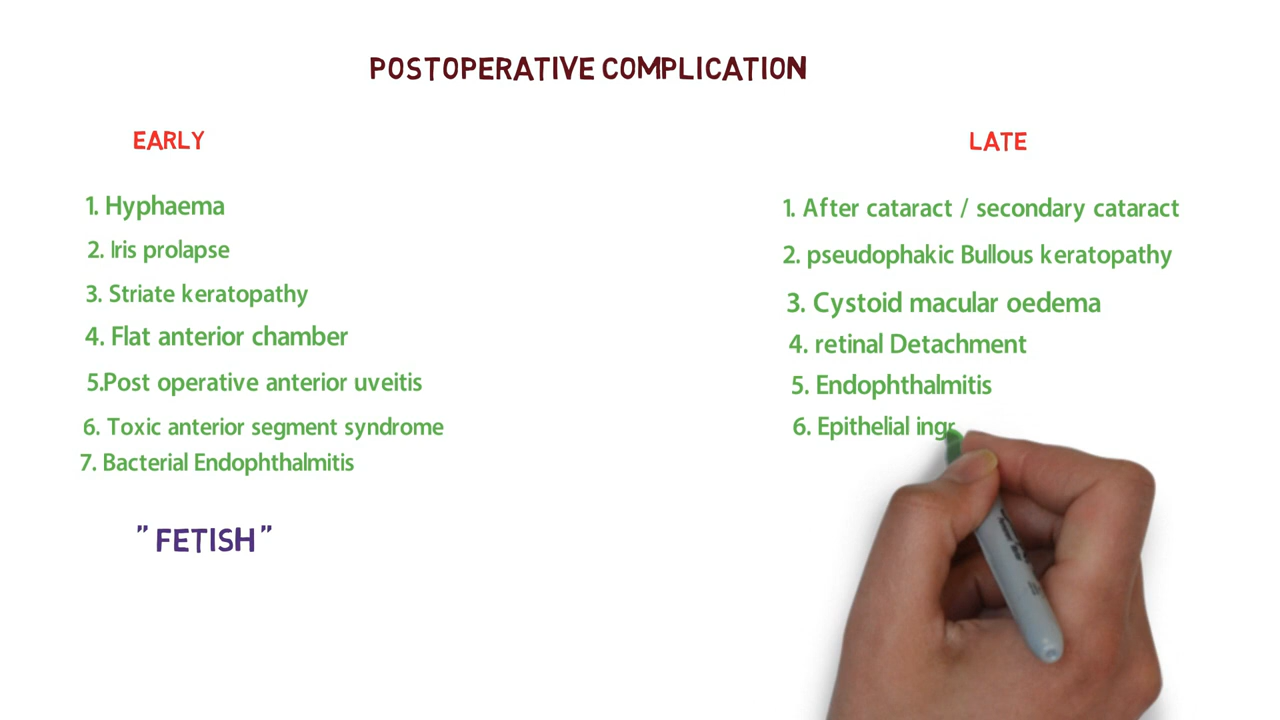 POSTOPERATIVE COMPLICATION
EARLY
1. Hyphaema
2. Iris prolapse
3. Striate keratopathy
4. Flat anterior chamber
5.Post operative anterior uveitis
6. Toxic anterior segment syndrome
7. Bacterial Endophthalmitis
" FETISH "
LATE
1. After cataract / secondary cataract
2. pseudophakic Bullous keratopathy
3. Cystoid macular oedema
4. retinal Detachment
5. Endophthalmitis
6. Epithelial ingr